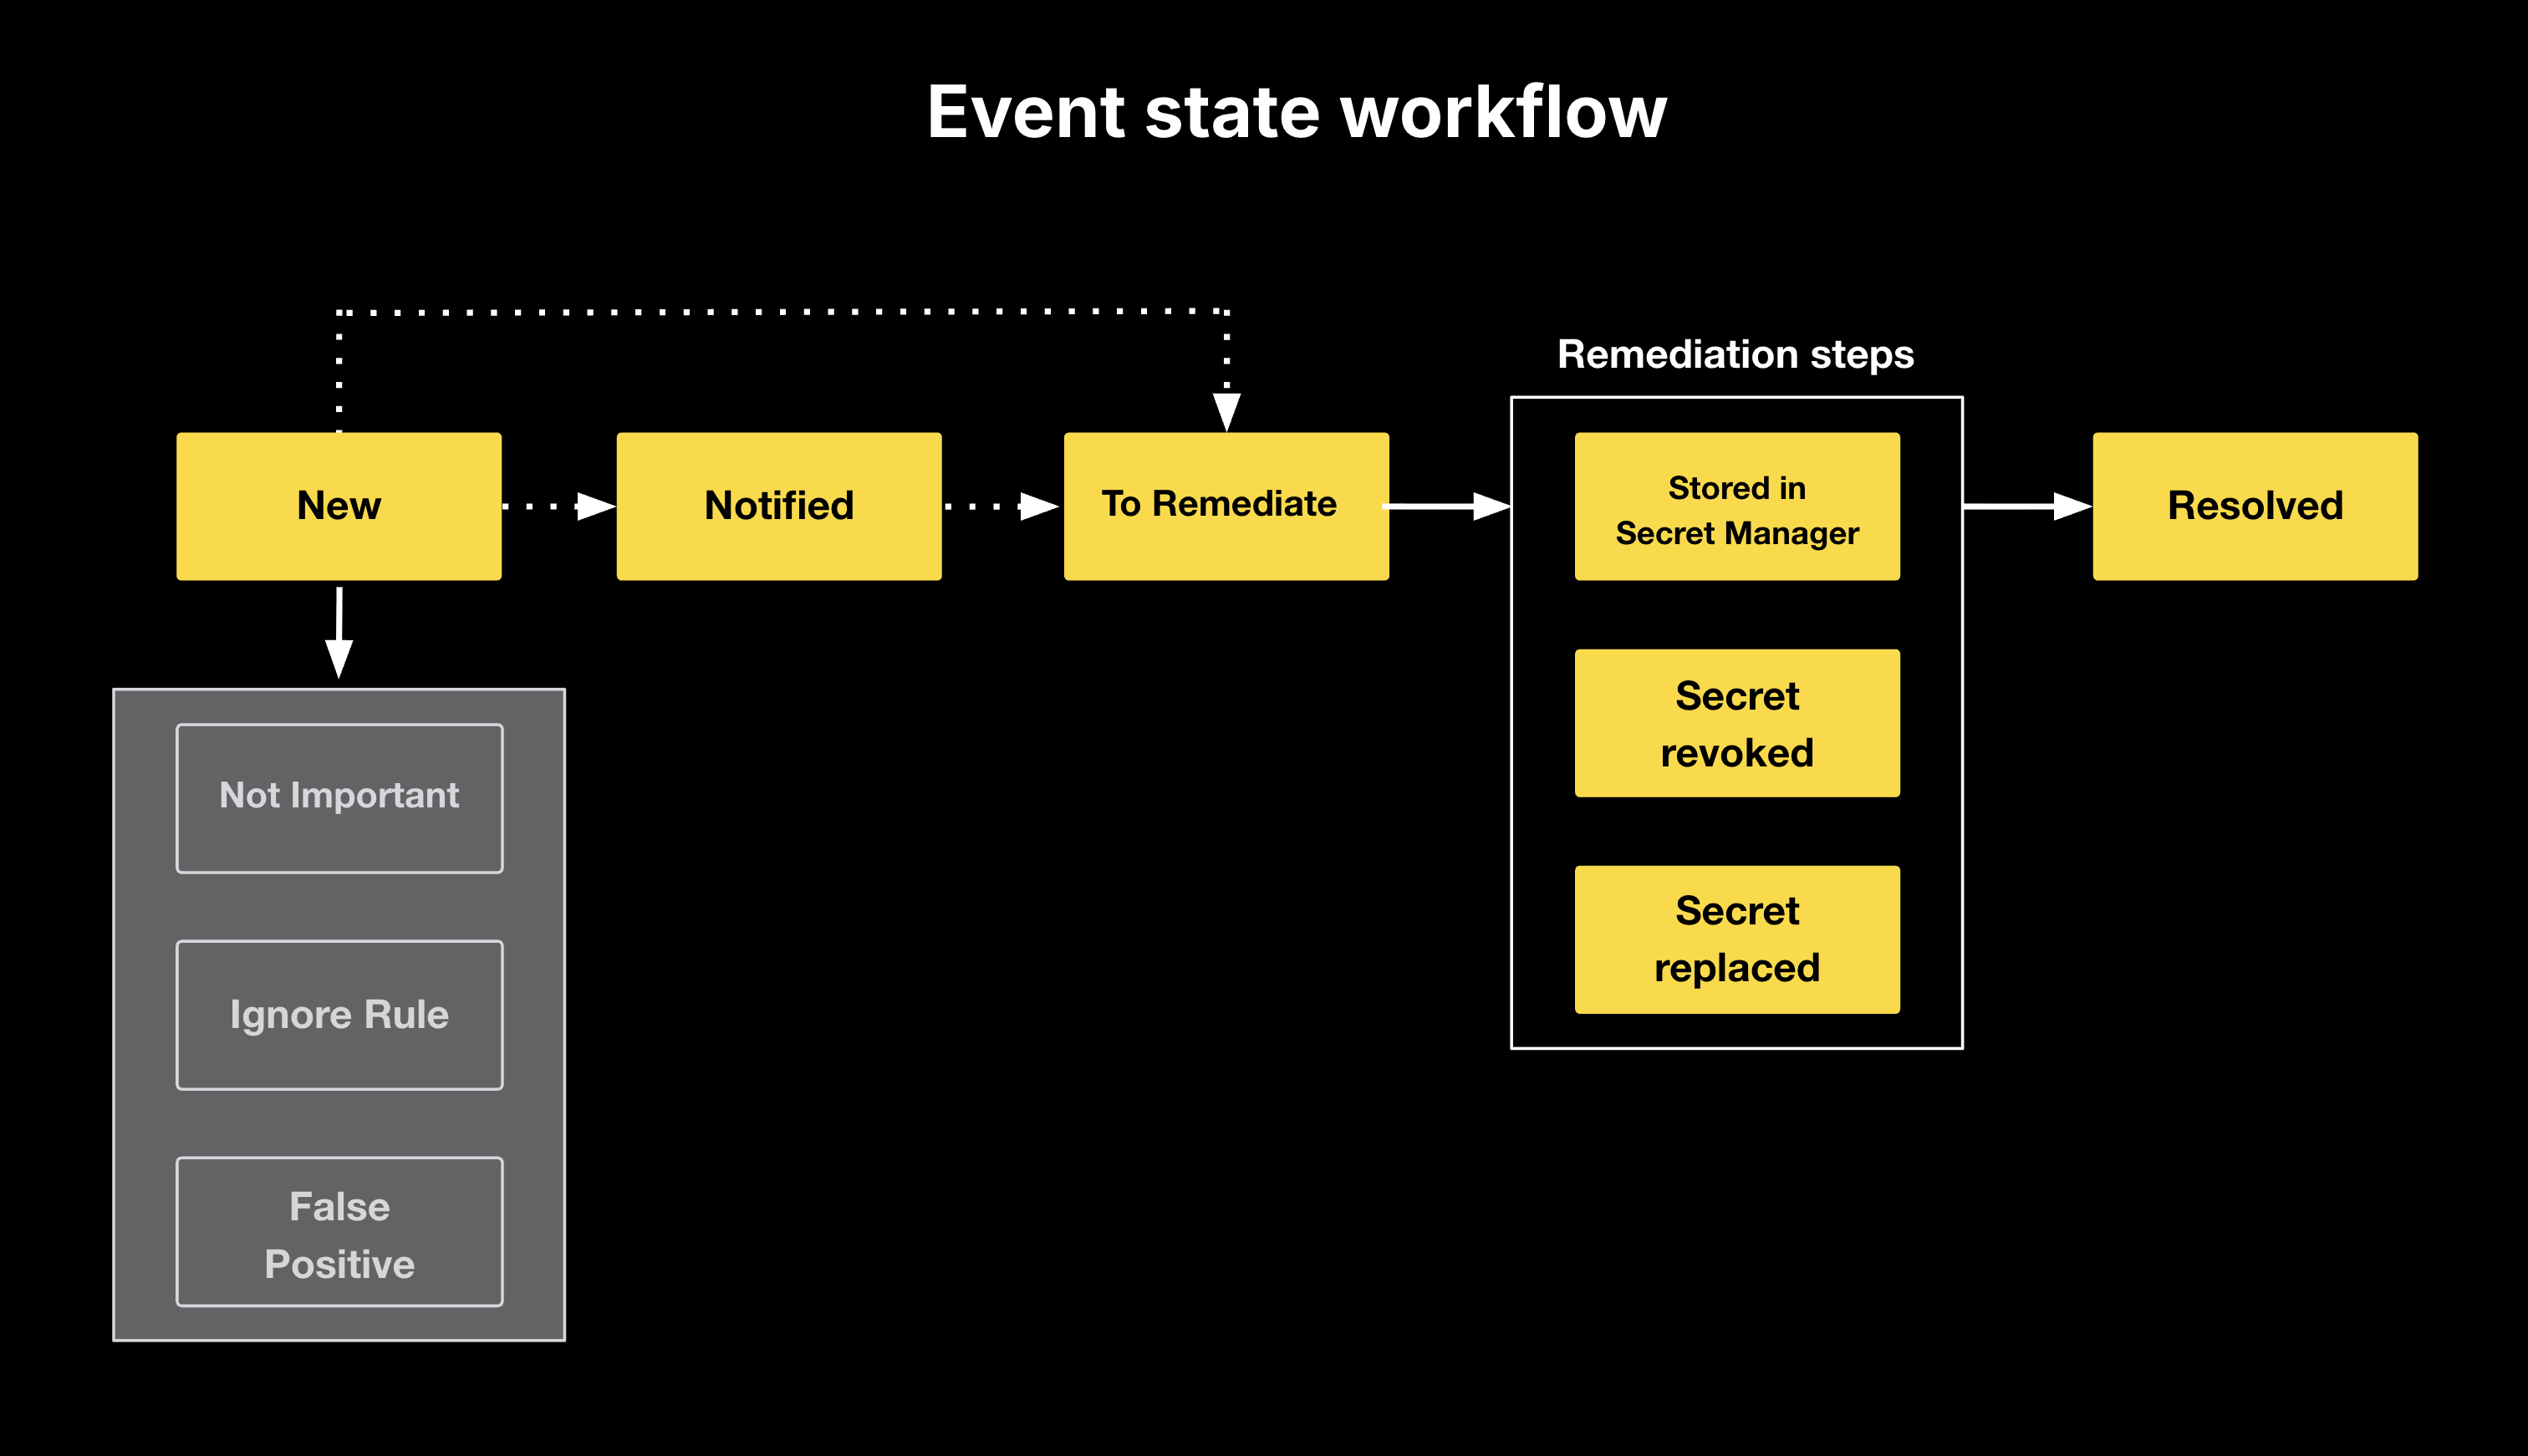 Event state workflow
Remediation steps
New
Notified
To Remediate
Stored in
Secret Manager
Resolved
Secret
revoked
Secret
replaced
Not Important
Ignore Rule
False
Positive